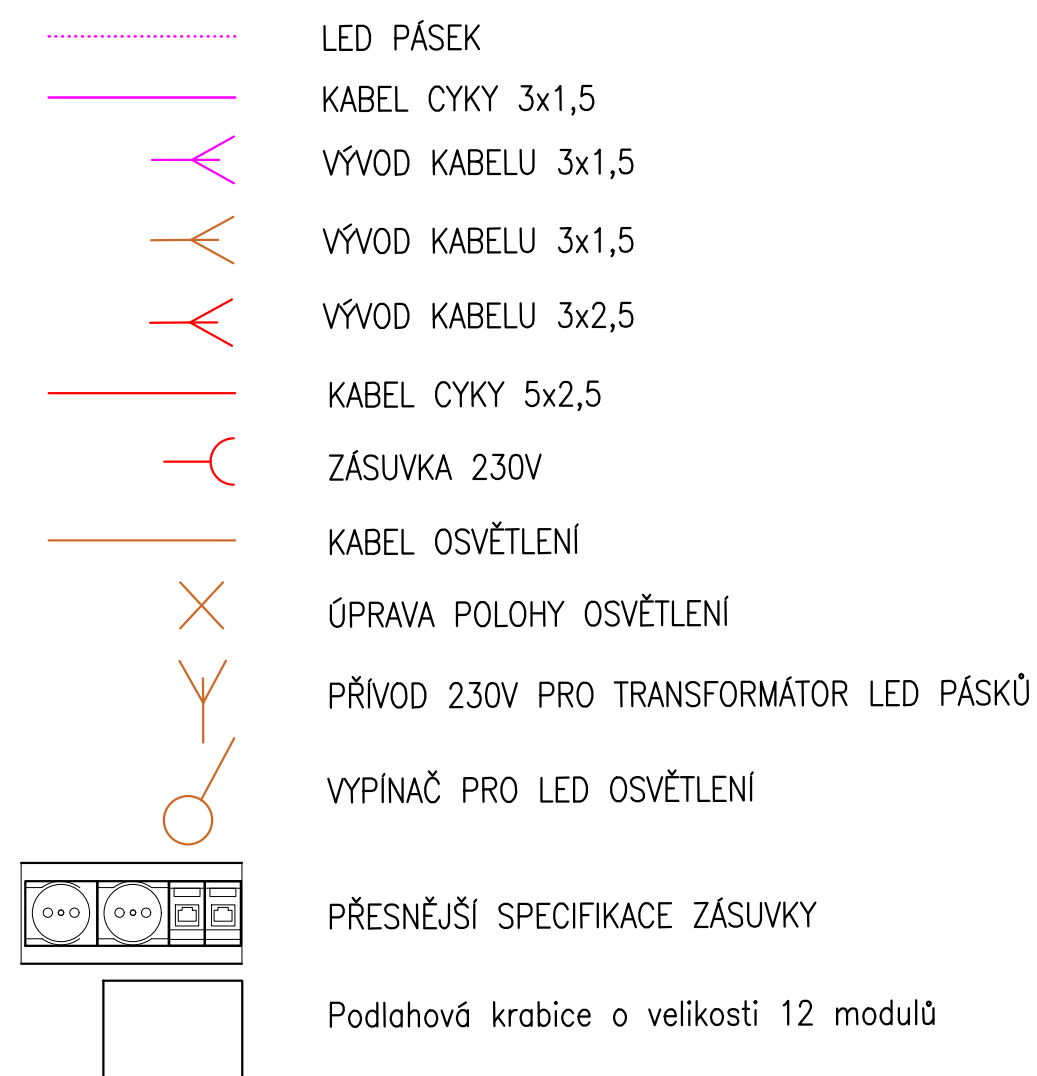 LED PÁSEK
KABEL CYKY 3x1,5
VÝVOD KABELU 3x1,5
VÝVOD KABELU 3x1,5
VÝVOD KABELU 3x2,5
KABEL CYKY 5x2,5
ZÁSUVKA 230V
KABEL OSVĚTLENÍ
ÚPRAVA POLOHY OSVĚTLENÍ
PŘÍVOD 230V PRO TRANSFORMÁTOR LED PÁSKŮ
VYPÍNAČ PRO LED OSVĚTLENÍ
PŘESNĚJŠÍ SPECIFIKACE ZÁSUVKY
Podlahová krabice o velikosti 12 modulů